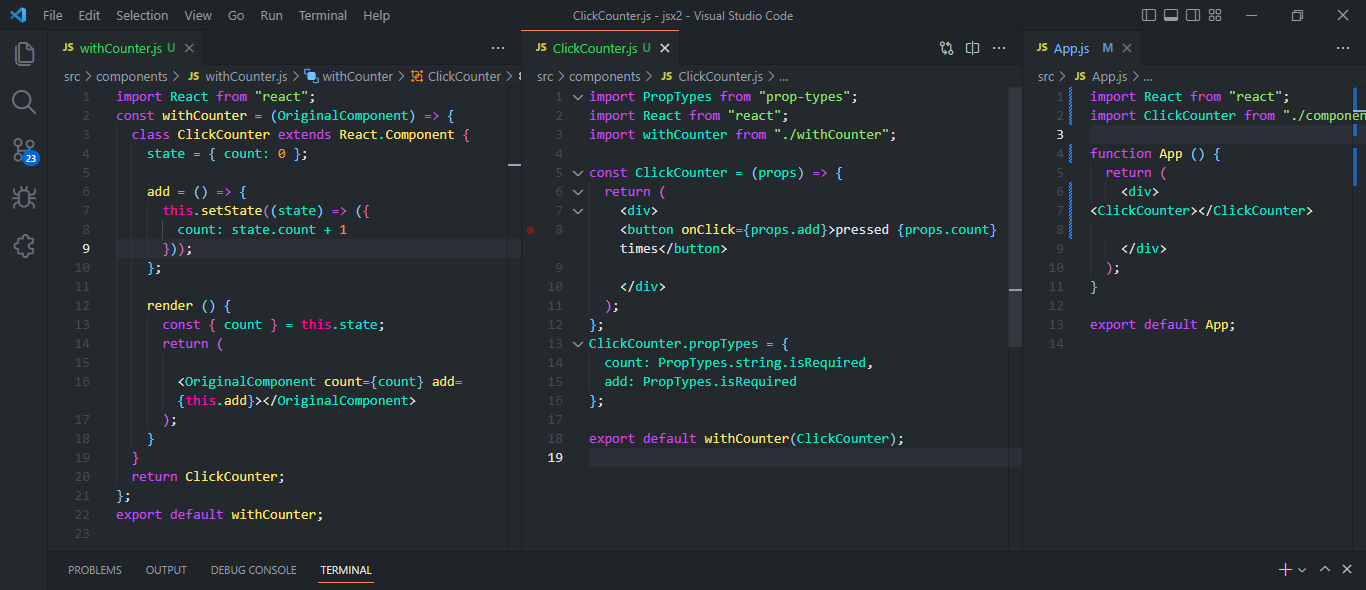 File Edit Selection View Go Run Terminal Help
ClickCounter.js - jsx2 - Visual Studio Code
23
JS withCounter.js U
src > components > JS withCounter.js > withCounter > ClickCounter >
1 import React from "react";
2 const withCounter = (OriginalComponent) => {
3 class ClickCounter extends React.Component {
4 state = { count: 0 };
5
6 add = () => {
7 this.setState((state) => ({
8 count: state.count + 1
9 }));
10 };
11
12 render () {
13 const { count } = this.state;
14 return (
15
16 <OriginalComponent count={count} add=
{this.add}></OriginalComponent>
17 );
18 }
19 }
20 return ClickCounter;
21 };
22 export default withCounter;
23
JS ClickCounter.js U
src > components > JS ClickCounter.js > ...
1 import PropTypes from "prop-types";
2 import React from "react";
3 import withCounter from "./withCounter";
4
5 const ClickCounter = (props) => {
6 return (
7 <div>
8 <button onClick={props.add}>pressed {props.count}
times</button>
9
10 </div>
11 );
12 };
13 ClickCounter.propTypes = {
14 count: PropTypes.string.isRequired,
15 add: PropTypes.isRequired
16 };
17
18 export default withCounter(ClickCounter);
19
JS App.js M
src > JS App.js > ...
1 import React from "react";
2 import ClickCounter from "./componen
3
4 function App () {
5 return (
6 <div>
7 <ClickCounter></ClickCounter>
8
9 </div>
10 );
11 }
12
13 export default App;
14
PROBLEMS OUTPUT DEBUG CONSOLE TERMINAL